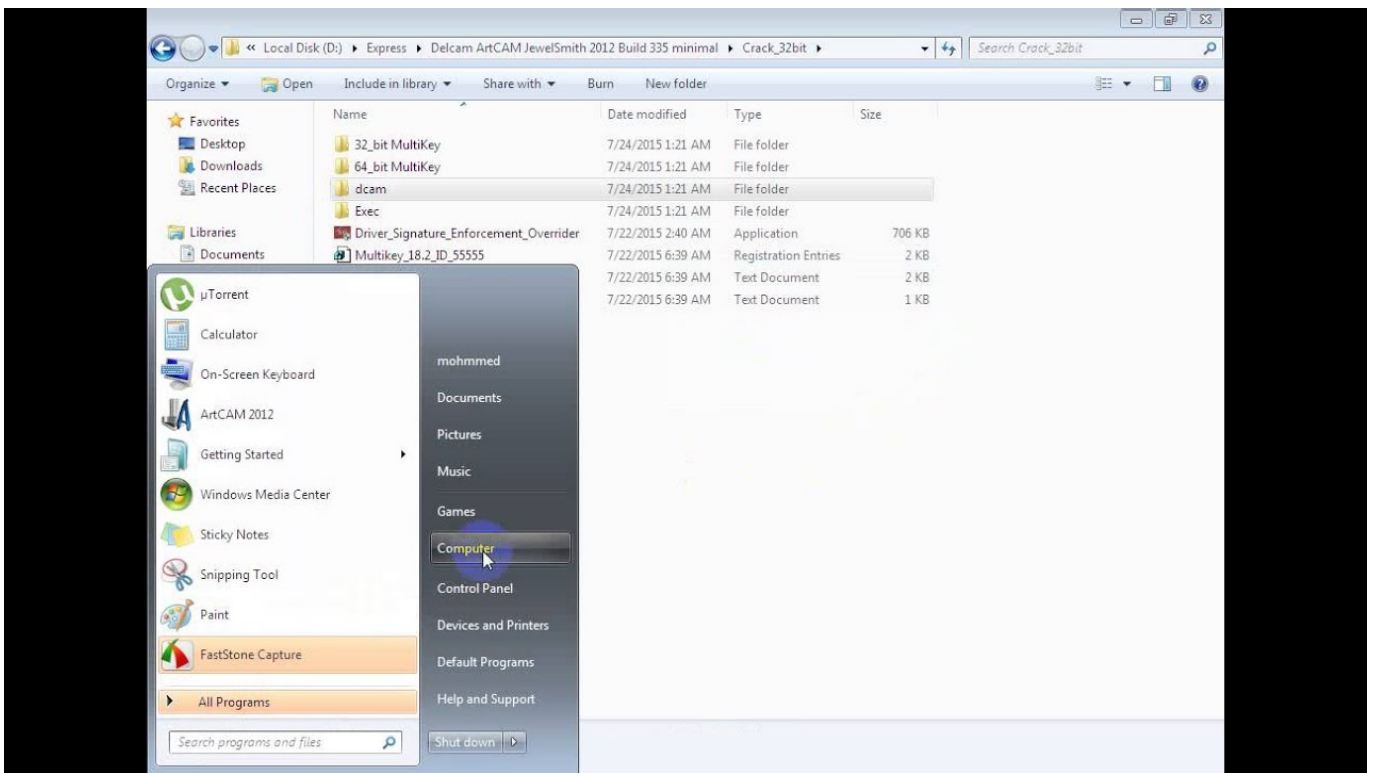 « Local Disk (D:) ▸ Express ▸ Delcam ArtCAM JewelSmith 2012 Build 335 minimal ▸ Crack_32bit ▸ Search Crack_32bit
Organize Open Include in library Share with Burn New folder
Favorites
Desktop
Downloads
Recent Places
Libraries
Documents
Name Date modified Type Size
32_bit MultiKey 7/24/2015 1:21 AM File folder
64_bit MultiKey 7/24/2015 1:21 AM File folder
dcam 7/24/2015 1:21 AM File folder
Exec 7/24/2015 1:21 AM File folder
Driver_Signature_Enforcement_Overrider 7/22/2015 2:40 AM Application 706 KB
Multikey_18.2_ID_55555 7/22/2015 6:39 AM Registration Entries 2 KB
7/22/2015 6:39 AM Text Document 2 KB
7/22/2015 6:39 AM Text Document 1 KB
µTorrent
Calculator
On-Screen Keyboard
ArtCAM 2012
Getting Started
Windows Media Center
Sticky Notes
Snipping Tool
Paint
FastStone Capture
All Programs
Search programs and files
mohmmed
Documents
Pictures
Music
Games
Computer
Control Panel
Devices and Printers
Default Programs
Help and Support
Shut down